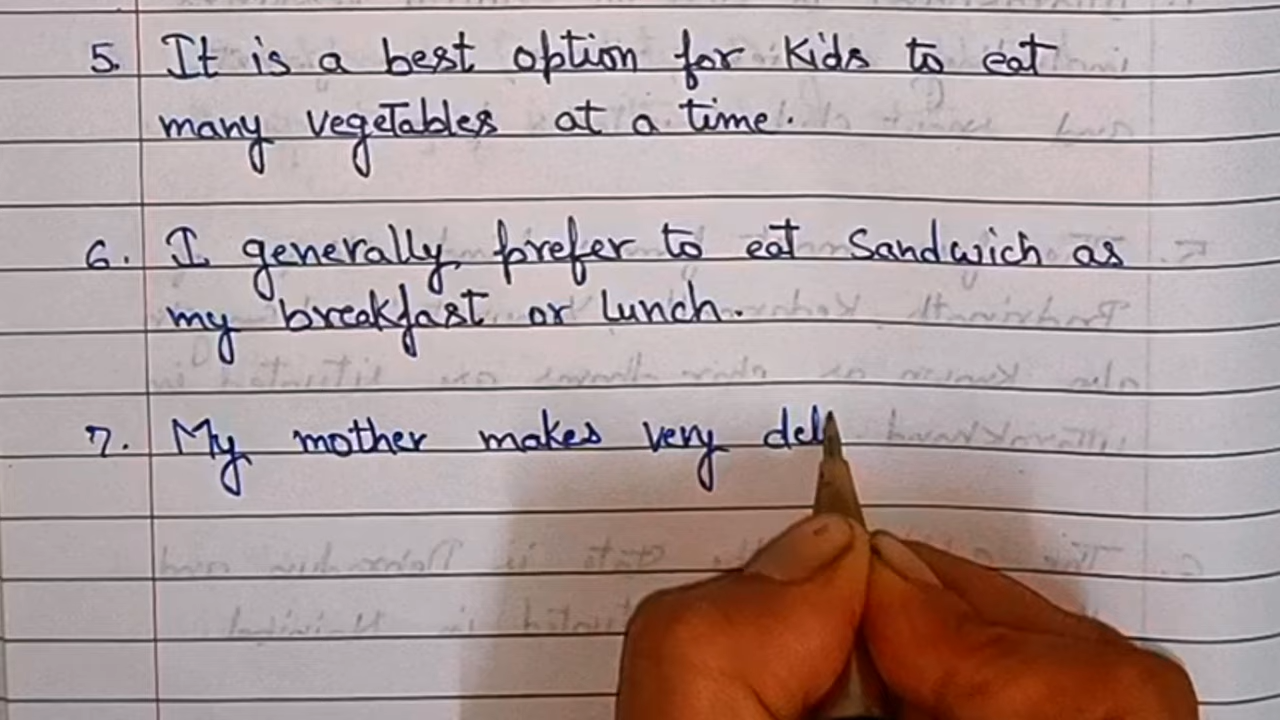 5. It is a best option for Kids to eat
many vegetables at a time.
6. I generally prefer to eat Sandwich as
my breakfast or Lunch.
7. My mother makes very del